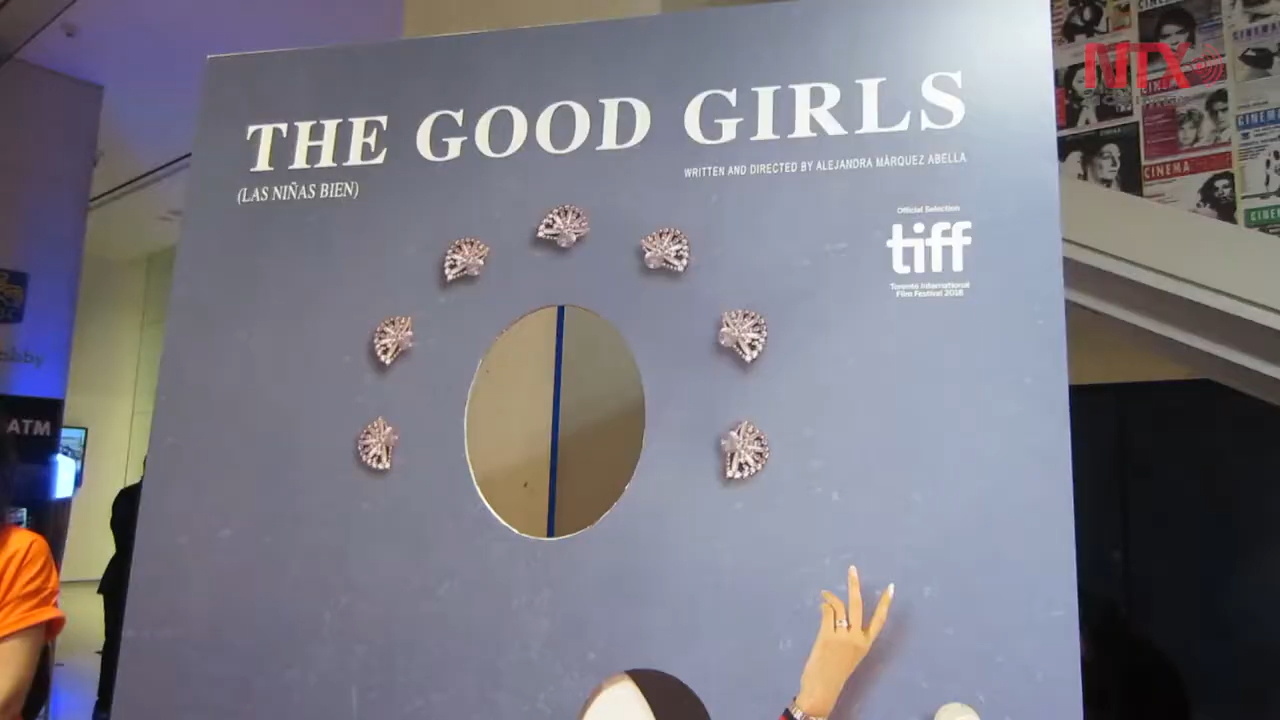 NTX
THE GOOD GIRLS
(LAS NIÑAS BIEN)
WRITTEN AND DIRECTED BY ALEJANDRA MÁRQUEZ ABELLA
Official Selection
tiff
Toronto International
Film Festival 2018
ATM
CINEMA
CINEMA